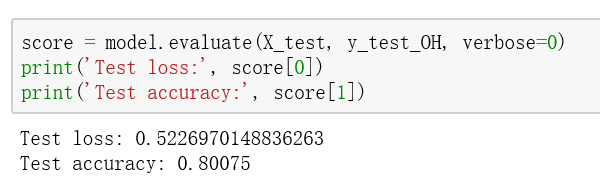 score = model.evaluate(X_test, y_test_OH, verbose=0)
print('Test loss:', score[0])
print('Test accuracy:', score[1])
Test loss: 0.5226970148836263
Test accuracy: 0.80075